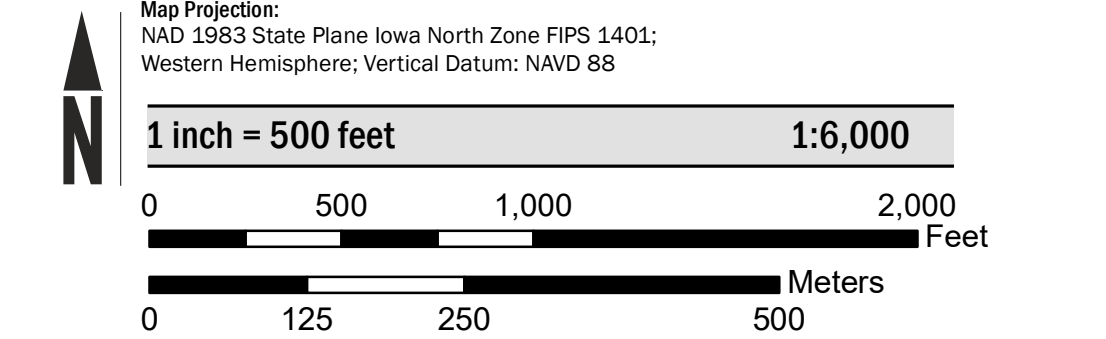 Map Projection:
NAD 1983 State Plane Iowa North Zone FIPS 1401;
Western Hemisphere; Vertical Datum: NAVD 88
N
1 inch = 500 feet 1:6,000
0 500 1,000 2,000
Feet
Meters
0 125 250 500